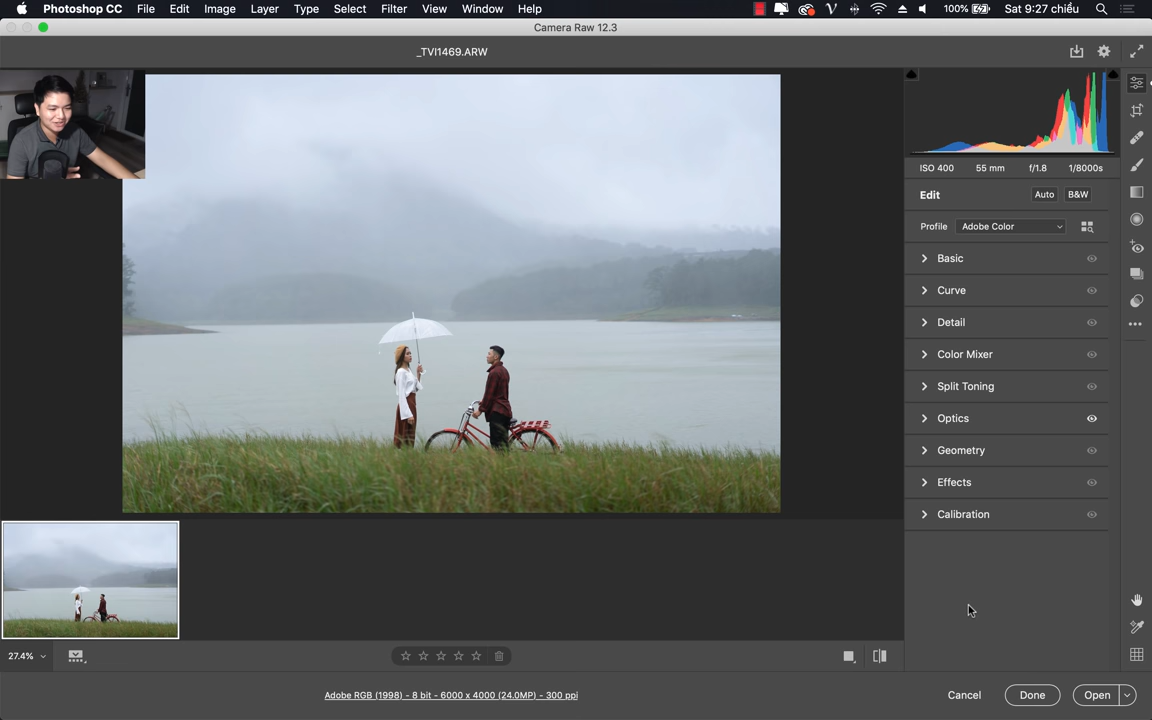 Photoshop CC File Edit Image Layer Type Select Filter View Window Help 100% Sat 9:27 chiều
Camera Raw 12.3
_TVI1469.ARW
ISO 400 55 mm f/1.8 1/8000s
Edit Auto B&W
Profile Adobe Color
Basic
Curve
Detail
Color Mixer
Split Toning
Optics
Geometry
Effects
Calibration
27.4%
Adobe RGB (1998) - 8 bit - 6000 x 4000 (24.0MP) - 300 ppi
Cancel Done Open